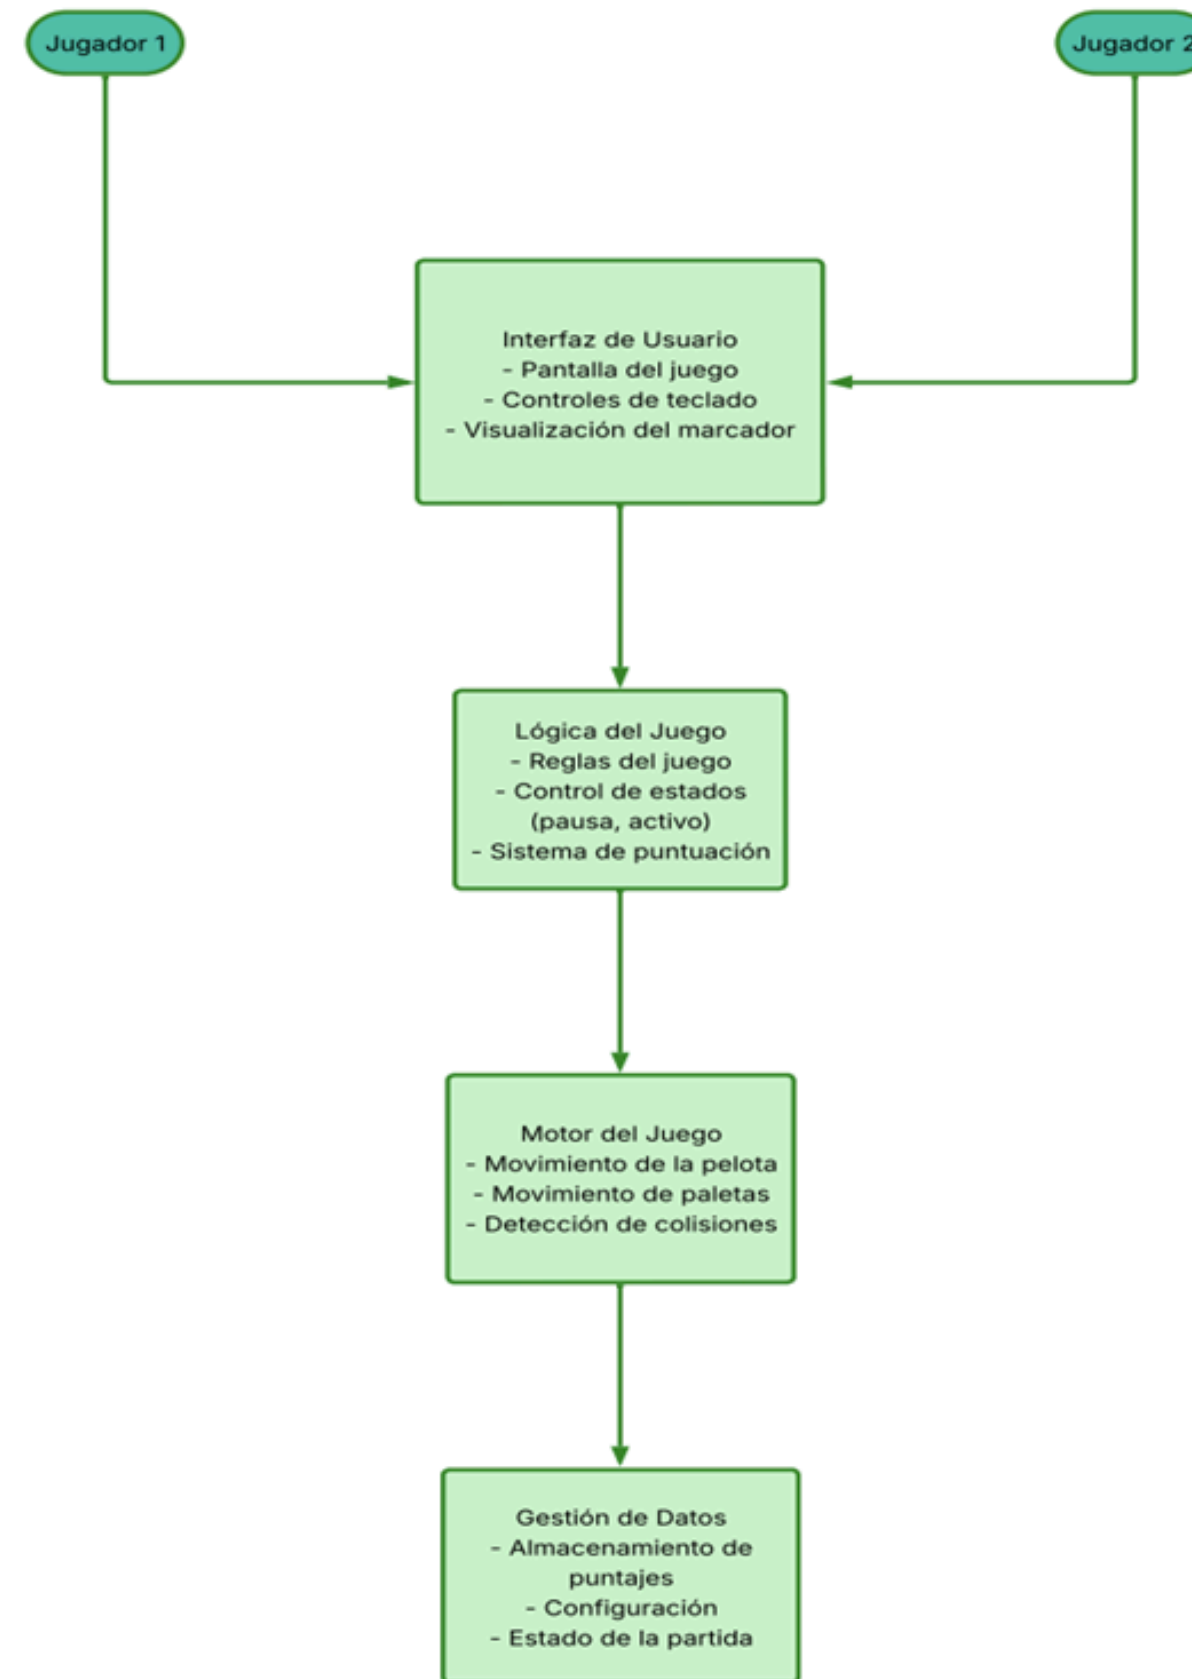 Jugador 1
Jugador 2
Interfaz de Usuario
- Pantalla del juego
- Controles de teclado
- Visualización del marcador
Lógica del Juego
- Reglas del juego
- Control de estados
(pausa, activo)
- Sistema de puntuación
Motor del Juego
- Movimiento de la pelota
- Movimiento de paletas
- Detección de colisiones
Gestión de Datos
- Almacenamiento de
puntajes
- Configuración
- Estado de la partida